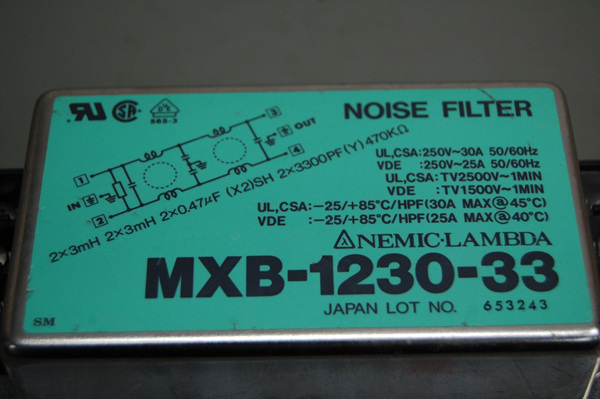 NOISE FILTER
565-3
3
OUT
4
1
IN
2
2×3mH 2×3mH 2×0.47μF (X2)SH 2×3300PF(Y)470KΩ
UL,CSA:250V~30A 50/60Hz
VDE :250V~25A 50/60Hz
UL,CSA:TV2500V~1MIN
VDE :TV1500V~1MIN
UL,CSA:-25/+85°C/HPF(30A MAX@45°C)
VDE :-25/+85°C/HPF(25A MAX@40°C)
NEMIC·LAMBDA
MXB-1230-33
JAPAN LOT NO. 653243
SM